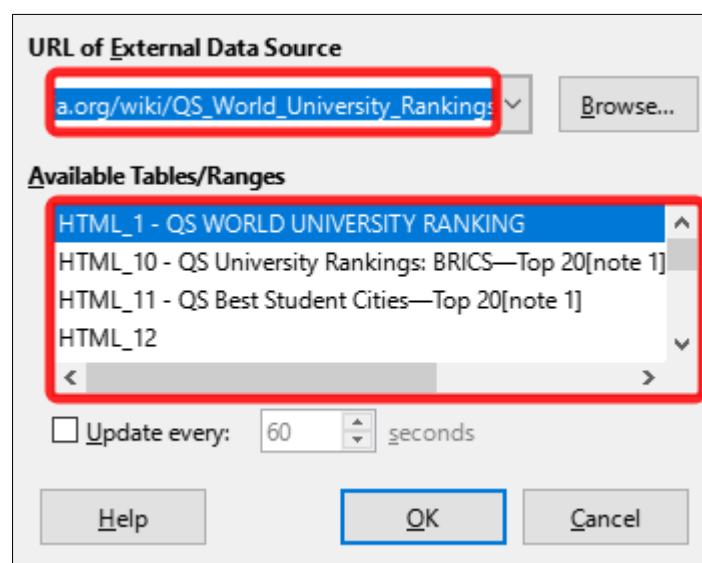 URL of External Data Source
a.org/wiki/QS_World_University_Rankings
Browse...
Available Tables/Ranges
HTML_1 - QS WORLD UNIVERSITY RANKING
HTML_10 - QS University Rankings: BRICS—Top 20[note 1]
HTML_11 - QS Best Student Cities—Top 20[note 1]
HTML_12
Update every: 60 seconds
Help OK Cancel